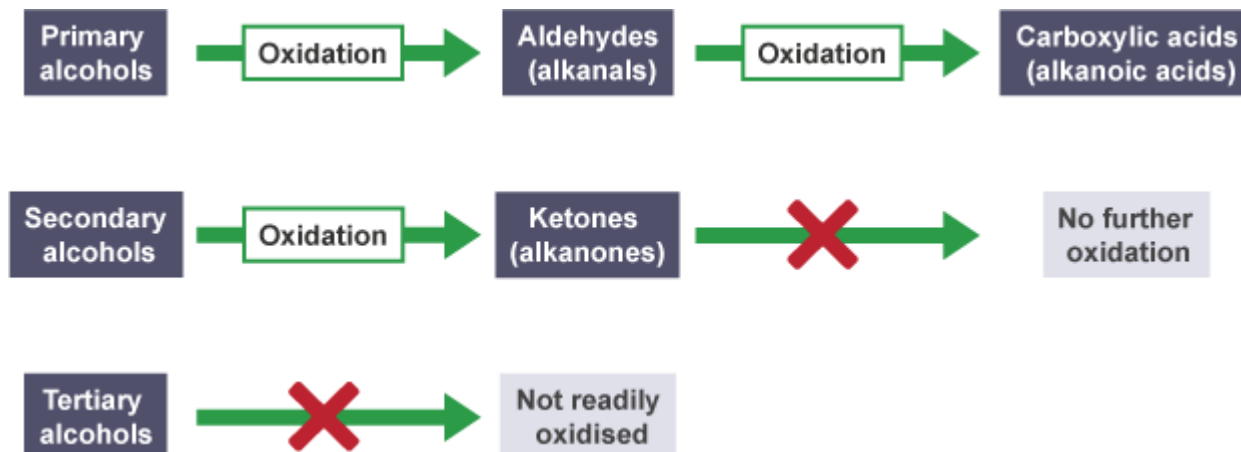 Primary
alcohols
Oxidation
Aldehydes
(alkanals)
Oxidation
Carboxylic acids
(alkanoic acids)
Secondary
alcohols
Oxidation
Ketones
(alkanones)
No further
oxidation
Tertiary
alcohols
Not readily
oxidised